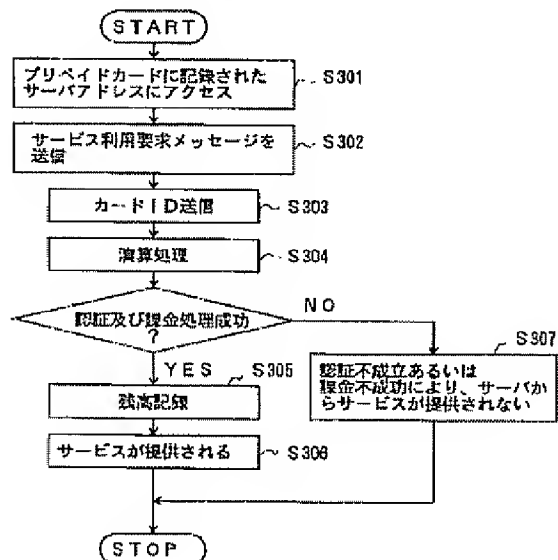 START
プリペイドカードに記録された
サーバアドレスにアクセス
S301
サービス利用要求メッセージを
送信
S302
カードID送信
S303
演算処理
S304
認証及び課金処理成功
?
NO
YES
S305
残高記録
S307
認証不成立あるいは
課金不成功により、サーバか
らサービスが提供されない
サービスが提供される
S306
STOP